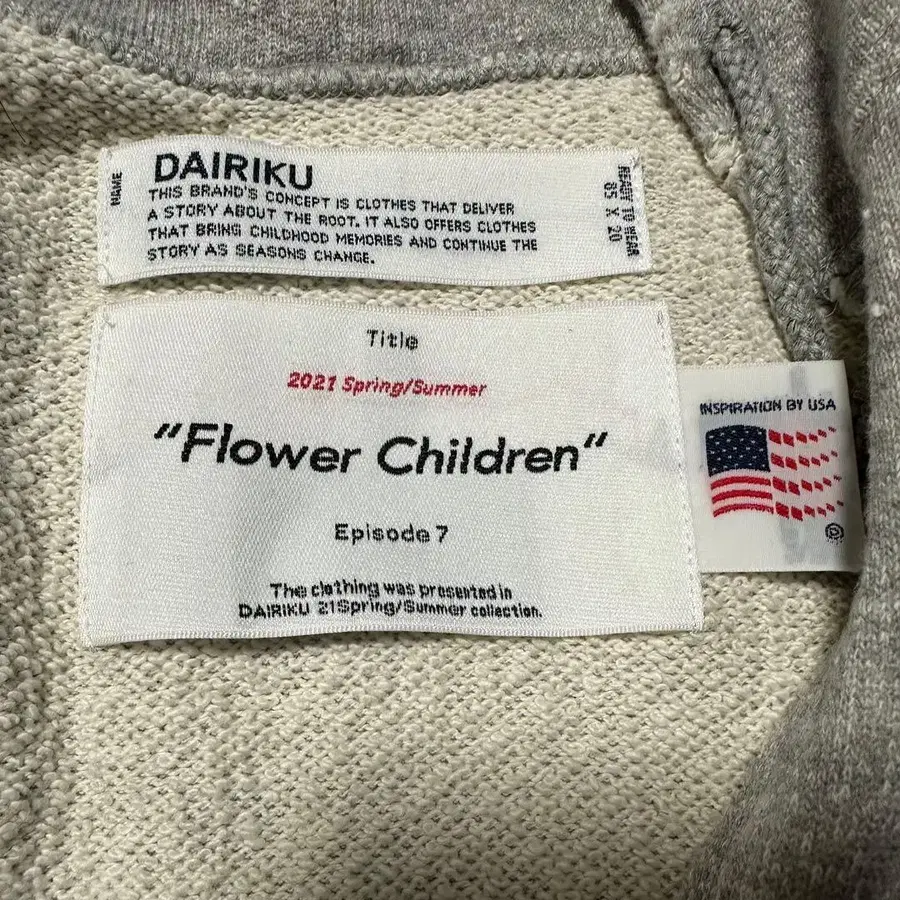 NAME
DAIRIKU
THIS BRAND'S CONCEPT IS CLOTHES THAT DELIVER
A STORY ABOUT THE ROOT. IT ALSO OFFERS CLOTHES
THAT BRING CHILDHOOD MEMORIES AND CONTINUE THE
STORY AS SEASONS CHANGE.
READY TO WEAR
85 X 20
Title
2021 Spring/Summer
"Flower Children"
Episode 7
The clothing was presented in
DAIRIKU 21Spring/Summer collection.
INSPIRATION BY USA